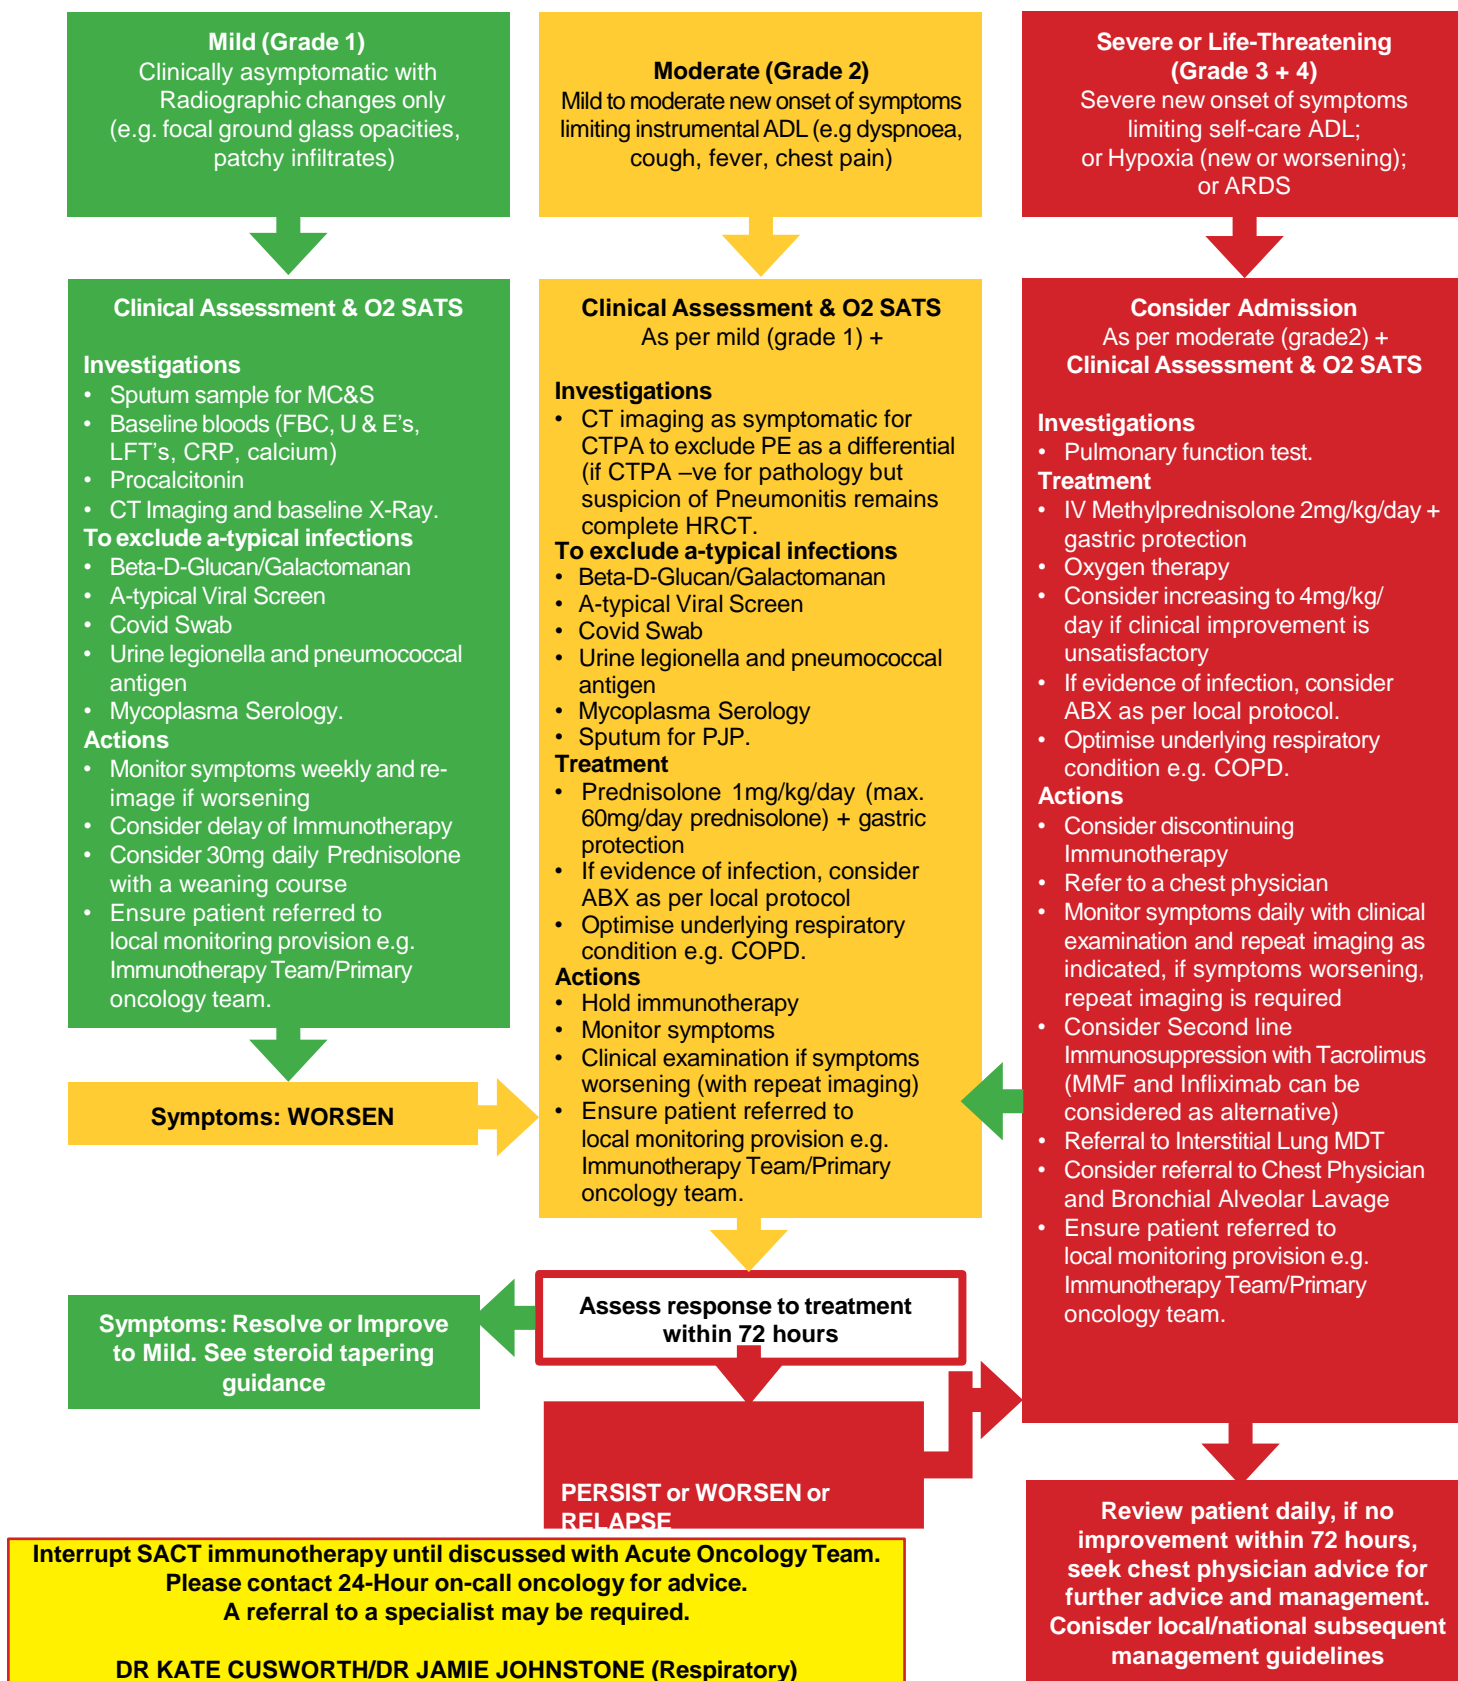 Mild (Grade 1)
Clinically asymptomatic with
Radiographic changes only
(e.g. focal ground glass opacities,
patchy infiltrates)
Moderate (Grade 2)
Mild to moderate new onset of symptoms
limiting instrumental ADL (e.g dyspnoea,
cough, fever, chest pain)
Severe or Life-Threatening
(Grade 3 + 4)
Severe new onset of symptoms
limiting self-care ADL;
or Hypoxia (new or worsening);
or ARDS
Clinical Assessment & O2 SATS
Investigations
• Sputum sample for MC&S
• Baseline bloods (FBC, U & E’s,
LFT’s, CRP, calcium)
• Procalcitonin
• CT Imaging and baseline X-Ray.
To exclude a-typical infections
• Beta-D-Glucan/Galactomanan
• A-typical Viral Screen
• Covid Swab
• Urine legionella and pneumococcal
antigen
• Mycoplasma Serology.
Actions
• Monitor symptoms weekly and re-
image if worsening
• Consider delay of Immunotherapy
• Consider 30mg daily Prednisolone
with a weaning course
• Ensure patient referred to
local monitoring provision e.g.
Immunotherapy Team/Primary
oncology team.
Symptoms: WORSEN
Clinical Assessment & O2 SATS
As per mild (grade 1) +
Investigations
• CT imaging as symptomatic for
CTPA to exclude PE as a differential
(if CTPA –ve for pathology but
suspicion of Pneumonitis remains
complete HRCT.
To exclude a-typical infections
• Beta-D-Glucan/Galactomanan
• A-typical Viral Screen
• Covid Swab
• Urine legionella and pneumococcal
antigen
• Mycoplasma Serology
• Sputum for PJP.
Treatment
• Prednisolone 1mg/kg/day (max.
60mg/day prednisolone) + gastric
protection
• If evidence of infection, consider
ABX as per local protocol
• Optimise underlying respiratory
condition e.g. COPD.
Actions
• Hold immunotherapy
• Monitor symptoms
• Clinical examination if symptoms
worsening (with repeat imaging)
• Ensure patient referred to
local monitoring provision e.g.
Immunotherapy Team/Primary
oncology team.
Consider Admission
As per moderate (grade2) +
Clinical Assessment & O2 SATS
Investigations
• Pulmonary function test.
Treatment
• IV Methylprednisolone 2mg/kg/day +
gastric protection
• Oxygen therapy
• Consider increasing to 4mg/kg/
day if clinical improvement is
unsatisfactory
• If evidence of infection, consider
ABX as per local protocol.
• Optimise underlying respiratory
condition e.g. COPD.
Actions
• Consider discontinuing
Immunotherapy
• Refer to a chest physician
• Monitor symptoms daily with clinical
examination and repeat imaging as
indicated, if symptoms worsening,
repeat imaging is required
• Consider Second line
Immunosuppression with Tacrolimus
(MMF and Infliximab can be
considered as alternative)
• Referral to Interstitial Lung MDT
• Consider referral to Chest Physician
and Bronchial Alveolar Lavage
• Ensure patient referred to
local monitoring provision e.g.
Immunotherapy Team/Primary
oncology team.
Assess response to treatment
within 72 hours
Symptoms: Resolve or Improve
to Mild. See steroid tapering
guidance
PERSIST or WORSEN or
RELAPSE
Review patient daily, if no
improvement within 72 hours,
seek chest physician advice for
further advice and management.
Conisder local/national subsequent
management guidelines
Interrupt SACT immunotherapy until discussed with Acute Oncology Team.
Please contact 24-Hour on-call oncology for advice.
A referral to a specialist may be required.
DR KATE CUSWORTH/DR JAMIE JOHNSTONE (Respiratory)